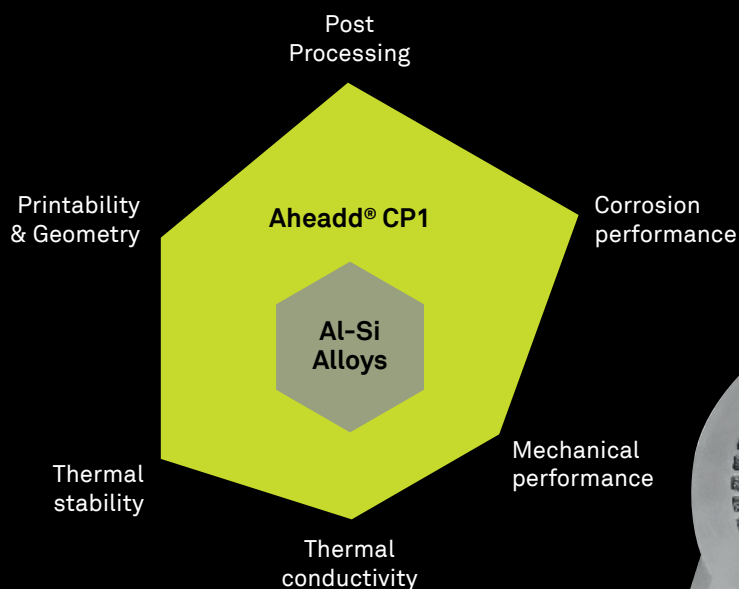 Post
Processing
Printability
& Geometry
Aheadd® CP1
Corrosion
performance
Al-Si
Alloys
Thermal
stability
Mechanical
performance
Thermal
conductivity